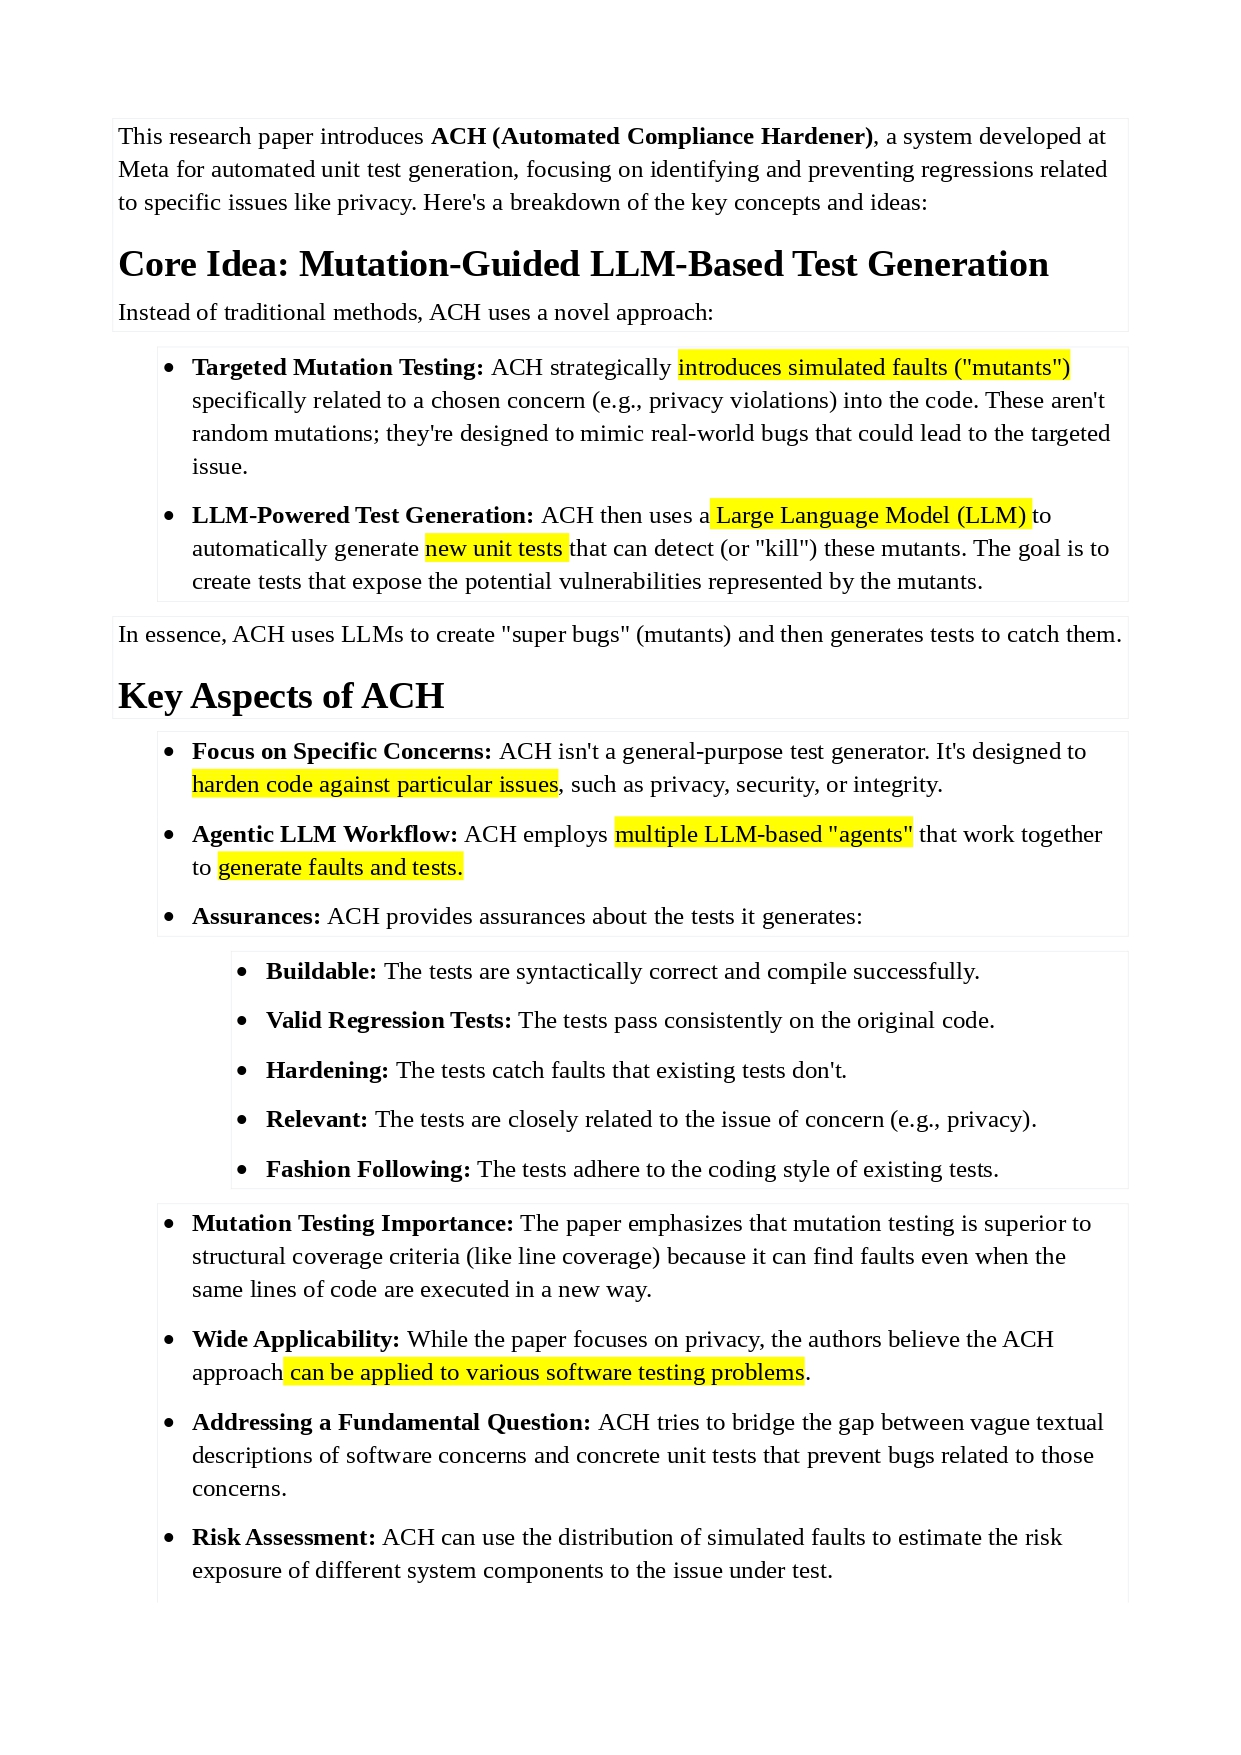 This research paper introduces ACH (Automated Compliance Hardener), a system developed at
Meta for automated unit test generation, focusing on identifying and preventing regressions related
to specific issues like privacy. Here's a breakdown of the key concepts and ideas:
Core Idea: Mutation-Guided LLM-Based Test Generation
Instead of traditional methods, ACH uses a novel approach:
• Targeted Mutation Testing: ACH strategically introduces simulated faults ("mutants")
specifically related to a chosen concern (e.g., privacy violations) into the code. These aren't
random mutations; they're designed to mimic real-world bugs that could lead to the targeted
issue.
• LLM-Powered Test Generation: ACH then uses a Large Language Model (LLM) to
automatically generate new unit tests that can detect (or "kill") these mutants. The goal is to
create tests that expose the potential vulnerabilities represented by the mutants.
In essence, ACH uses LLMs to create "super bugs" (mutants) and then generates tests to catch them.
Key Aspects of ACH
• Focus on Specific Concerns: ACH isn't a general-purpose test generator. It's designed to
harden code against particular issues, such as privacy, security, or integrity.
• Agentic LLM Workflow: ACH employs multiple LLM-based "agents" that work together
to generate faults and tests.
• Assurances: ACH provides assurances about the tests it generates:
• Buildable: The tests are syntactically correct and compile successfully.
• Valid Regression Tests: The tests pass consistently on the original code.
• Hardening: The tests catch faults that existing tests don't.
• Relevant: The tests are closely related to the issue of concern (e.g., privacy).
• Fashion Following: The tests adhere to the coding style of existing tests.
• Mutation Testing Importance: The paper emphasizes that mutation testing is superior to
structural coverage criteria (like line coverage) because it can find faults even when the
same lines of code are executed in a new way.
• Wide Applicability: While the paper focuses on privacy, the authors believe the ACH
approach can be applied to various software testing problems.
• Addressing a Fundamental Question: ACH tries to bridge the gap between vague textual
descriptions of software concerns and concrete unit tests that prevent bugs related to those
concerns.
• Risk Assessment: ACH can use the distribution of simulated faults to estimate the risk
exposure of different system components to the issue under test.